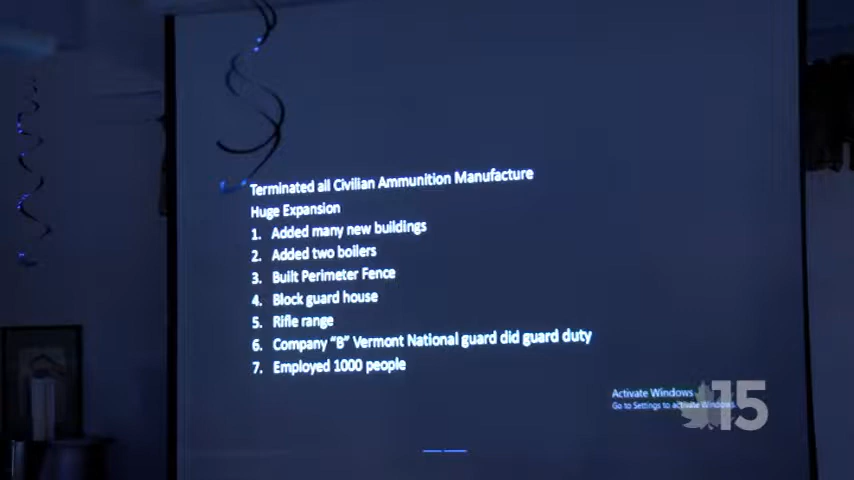 Terminated all Civilian Ammunition Manufacture
Huge Expansion
1. Added many new buildings
2. Added two boilers
3. Built Perimeter Fence
4. Block guard house
5. Rifle range
6. Company “B” Vermont National guard did guard duty
7. Employed 1000 people
Activate Windows
Go to Settings to activate Windows.
15